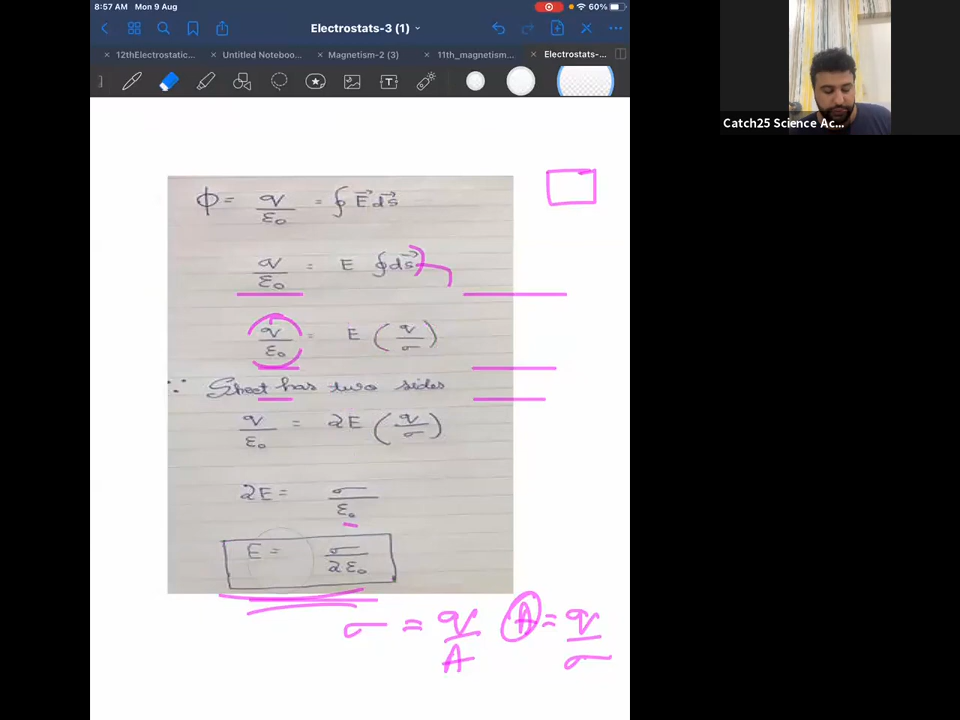 8:57 AM Mon 9 Aug
60%
Electrostats-3 (1)
12thElectrostatic...
Untitled Noteboo...
Magnetism-2 (3)
11th_magnetism...
Electrostats-...
Catch25 Science Ac...
ϕ = q/ε₀ = ∮ E⃗ ds⃗
q/ε₀ = E ∮ ds⃗
q/ε₀ = E (q/σ)
∵ Sheet has two sides
q/ε₀ = 2E (q/σ)
2E = σ/ε₀
E = σ/2ε₀
σ = q/A A = q/σ